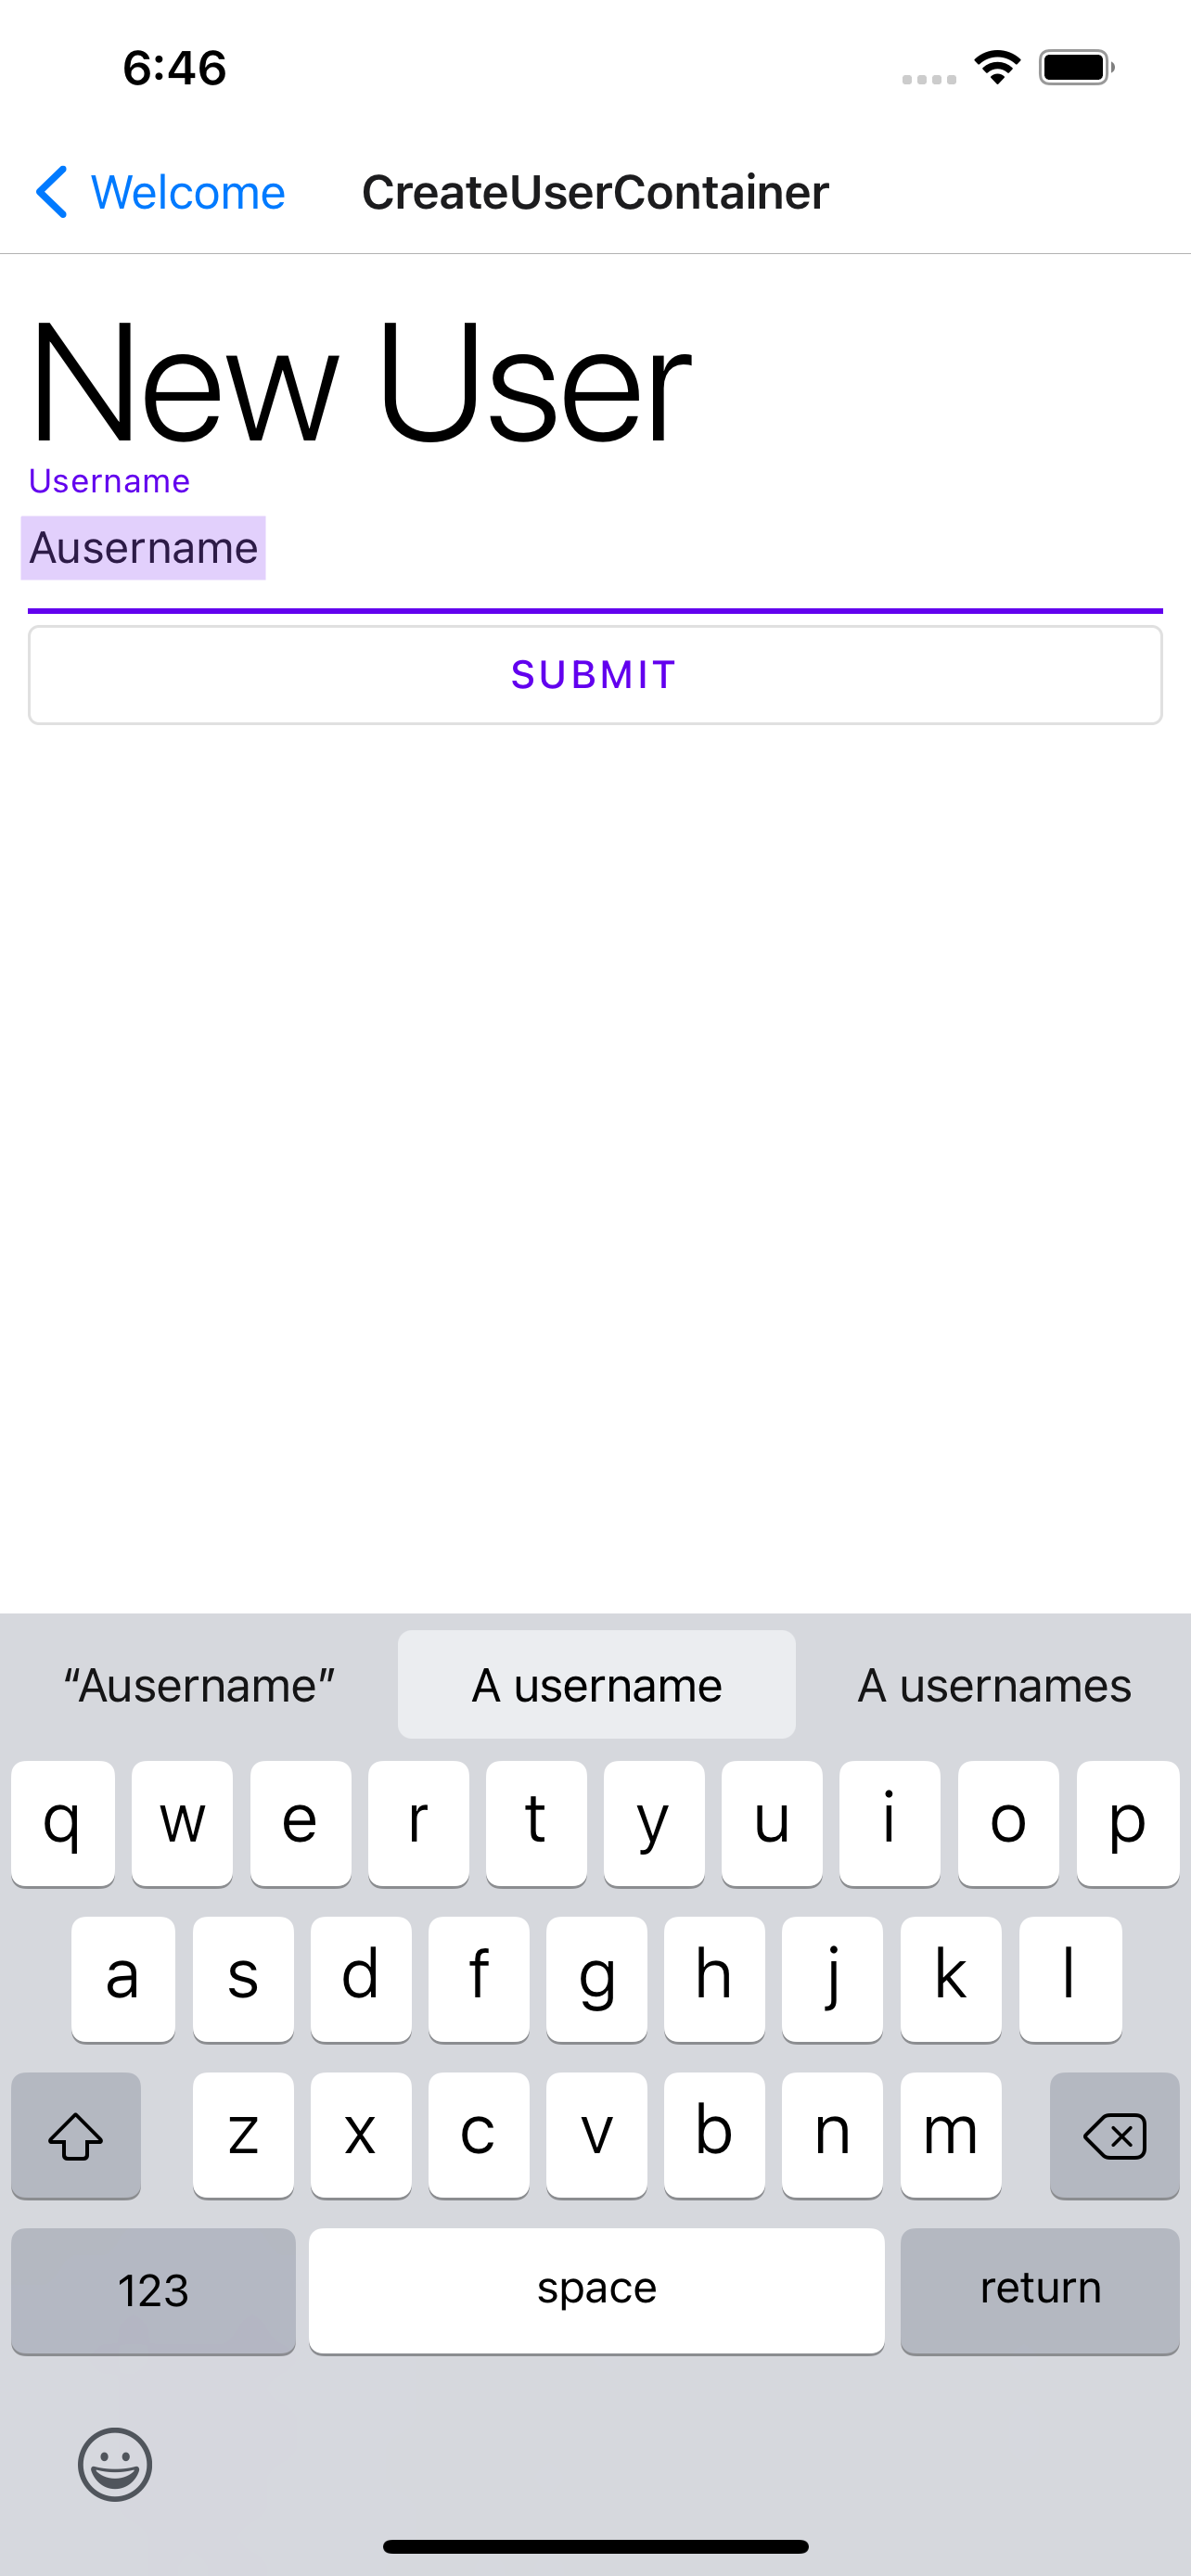 6:46
Welcome CreateUserContainer
New User
Username
Ausername
SUBMIT
“Ausername” A username A usernames
q w e r t y u i o p
a s d f g h j k l
z x c v b n m
123 space return